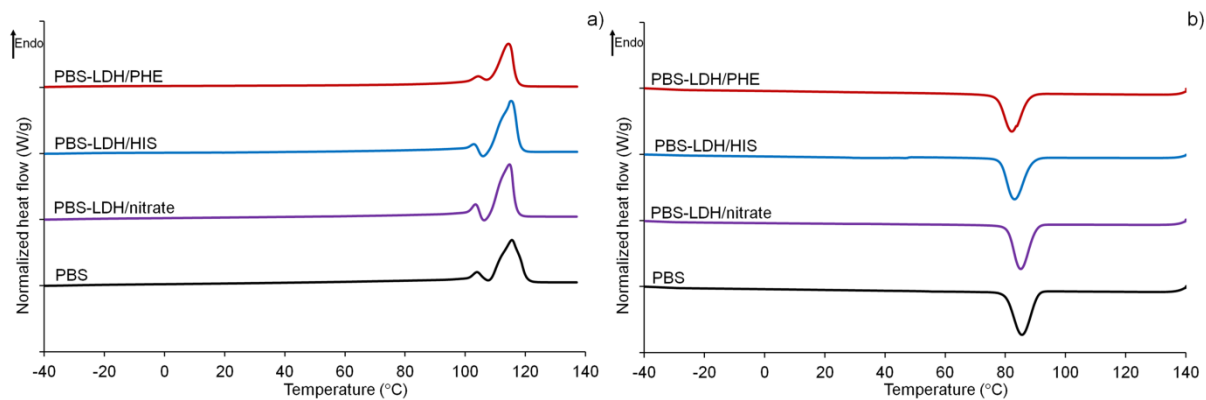 a)
Endo
PBS-LDH/PHE
PBS-LDH/HIS
PBS-LDH/nitrate
PBS
Normalized heat flow (W/g)
-40 -20 0 20 40 60 80 100 120 140
Temperature (°C)
b)
Endo
PBS-LDH/PHE
PBS-LDH/HIS
PBS-LDH/nitrate
PBS
Normalized heat flow (W/g)
-40 -20 0 20 40 60 80 100 120 140
Temperature (°C)